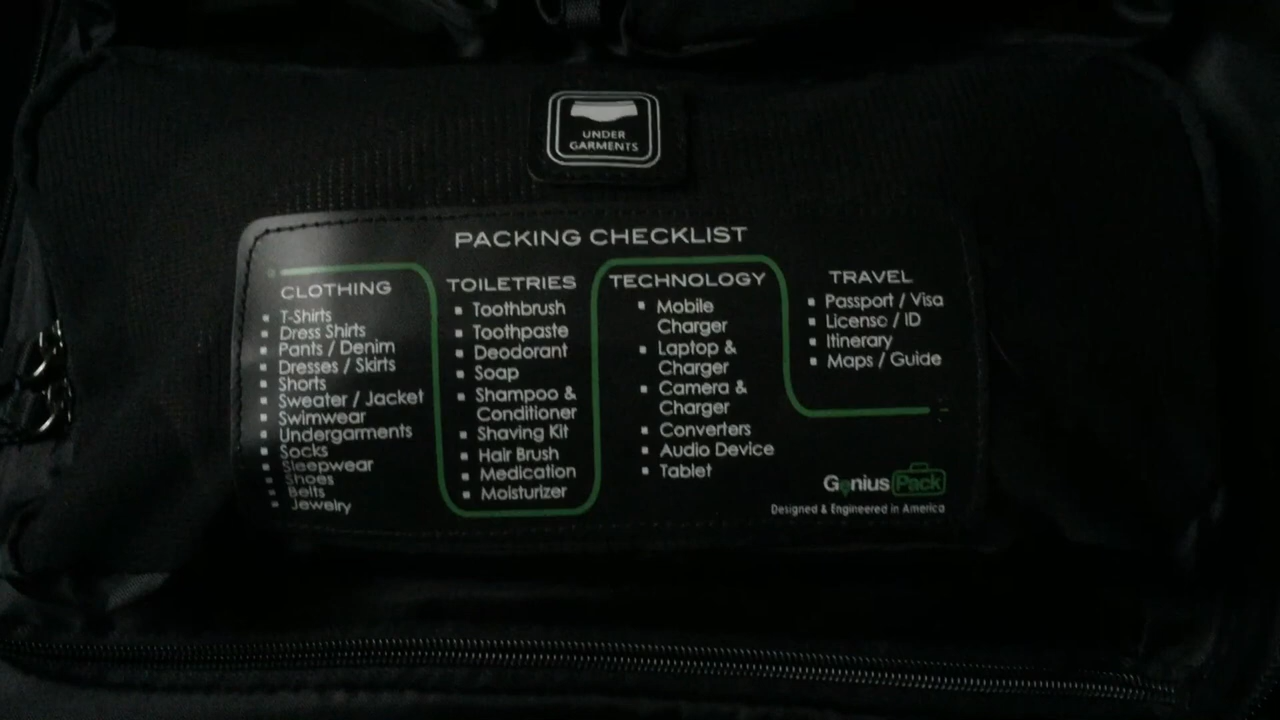 UNDER
GARMENTS
PACKING CHECKLIST
CLOTHING
T-Shirts
Dress Shirts
Pants / Denim
Dresses / Skirts
Shorts
Sweater / Jacket
Swimwear
Undergarments
Socks
Sleepwear
Shoes
Belts
Jewelry
TOILETRIES
Toothbrush
Toothpaste
Deodorant
Soap
Shampoo &
Conditioner
Shaving Kit
Hair Brush
Medication
Moisturizer
TECHNOLOGY
Mobile
Charger
Laptop &
Charger
Camera &
Charger
Converters
Audio Device
Tablet
TRAVEL
Passport / Visa
License / ID
Itinerary
Maps / Guide
Genius Pack
Designed & Engineered in America